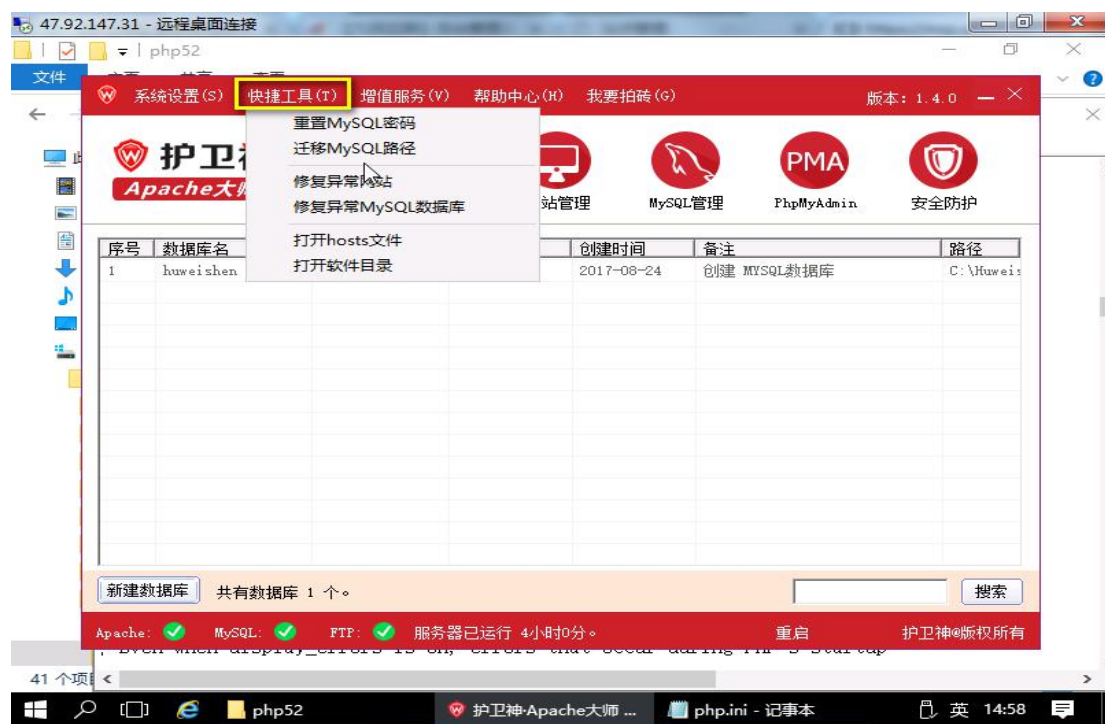 47.92.147.31 - 远程桌面连接
php52
文件
系统设置(S) 快捷工具(T) 增值服务(V) 帮助中心(H) 我要拍砖(G) 版本: 1.4.0
重置MySQL密码
迁移MySQL路径
修复异常网站
修复异常MySQL数据库
打开hosts文件
打开软件目录
护卫
Apache大师
站管理 MySQL管理 PMA PhpMyAdmin 安全防护
序号 数据库名 创建时间 备注 路径
1 huweishen 2017-08-24 创建 MYSQL数据库 C:\Huweis
新建数据库 共有数据库 1 个。 搜索
Apache: MySQL: FTP: 服务器已运行 4小时0分。 重启 护卫神©版权所有
41 个项
php52 护卫神·Apache大师 ... php.ini - 记事本 英 14:58